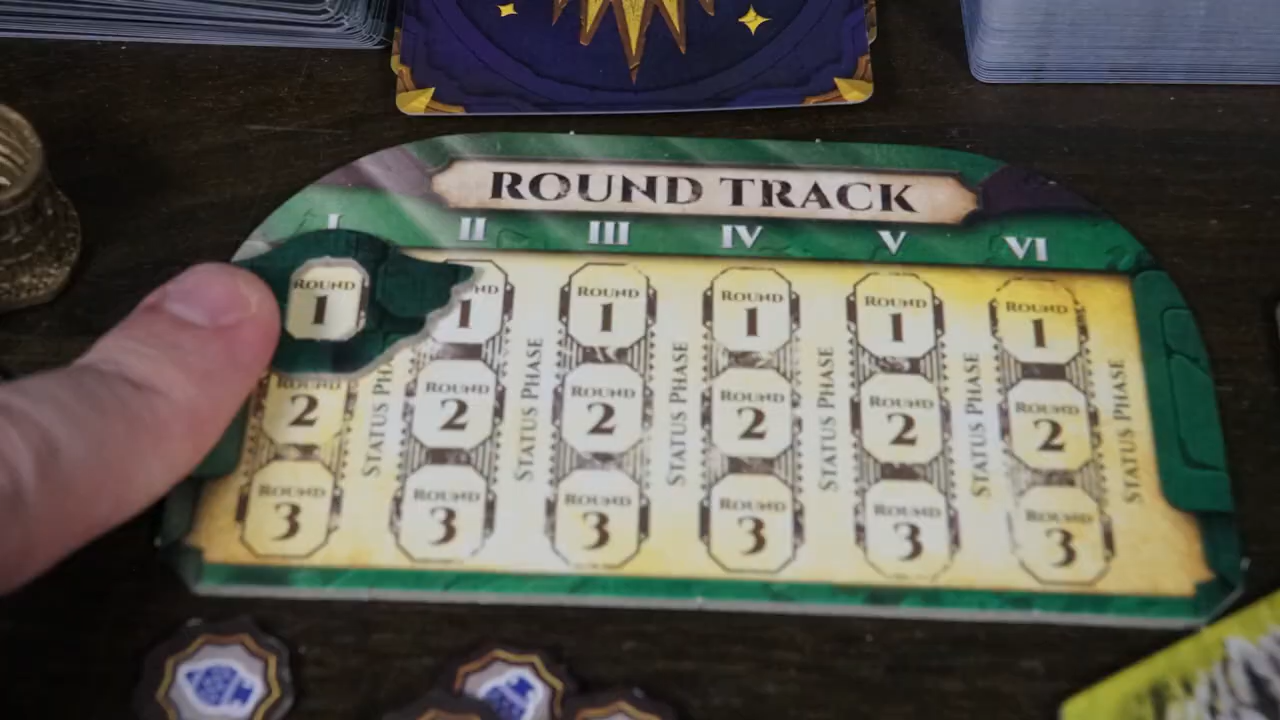 ROUND TRACK
I II III IV V VI
ROUND 1 1 ROUND 1 ROUND 1 ROUND 1 ROUND 1
ROUND 2 ROUND 2 ROUND 2 ROUND 2 ROUND 2 ROUND 2
ROUND 3 ROUND 3 ROUND 3 ROUND 3 ROUND 3 ROUND 3
STATUS PHASE STATUS PHASE STATUS PHASE STATUS PHASE STATUS PHASE